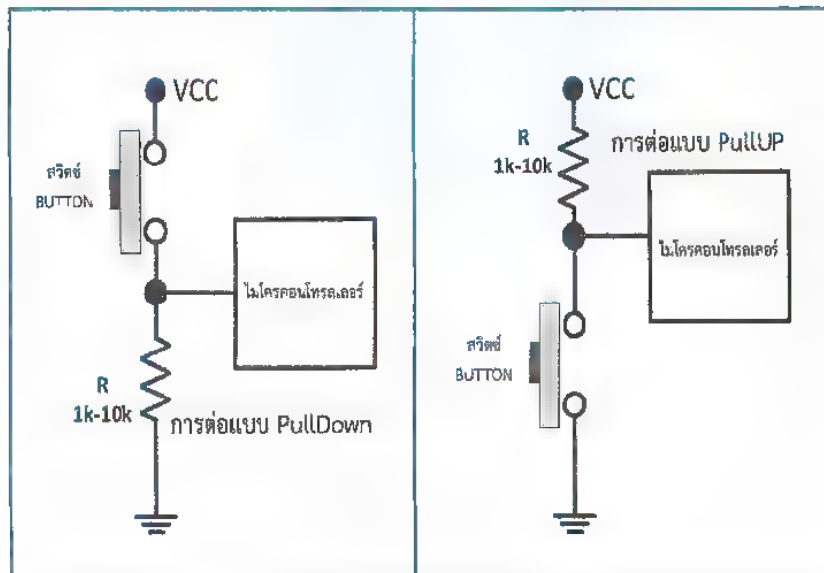 VCC
สวิตช์
BUTTON
ไมโครคอนโทรลเลอร์
R
1k-10k
การต่อแบบ PullDown
VCC
R
1k-10k
การต่อแบบ PullUP
ไมโครคอนโทรลเลอร์
สวิตซ์
BUTTON